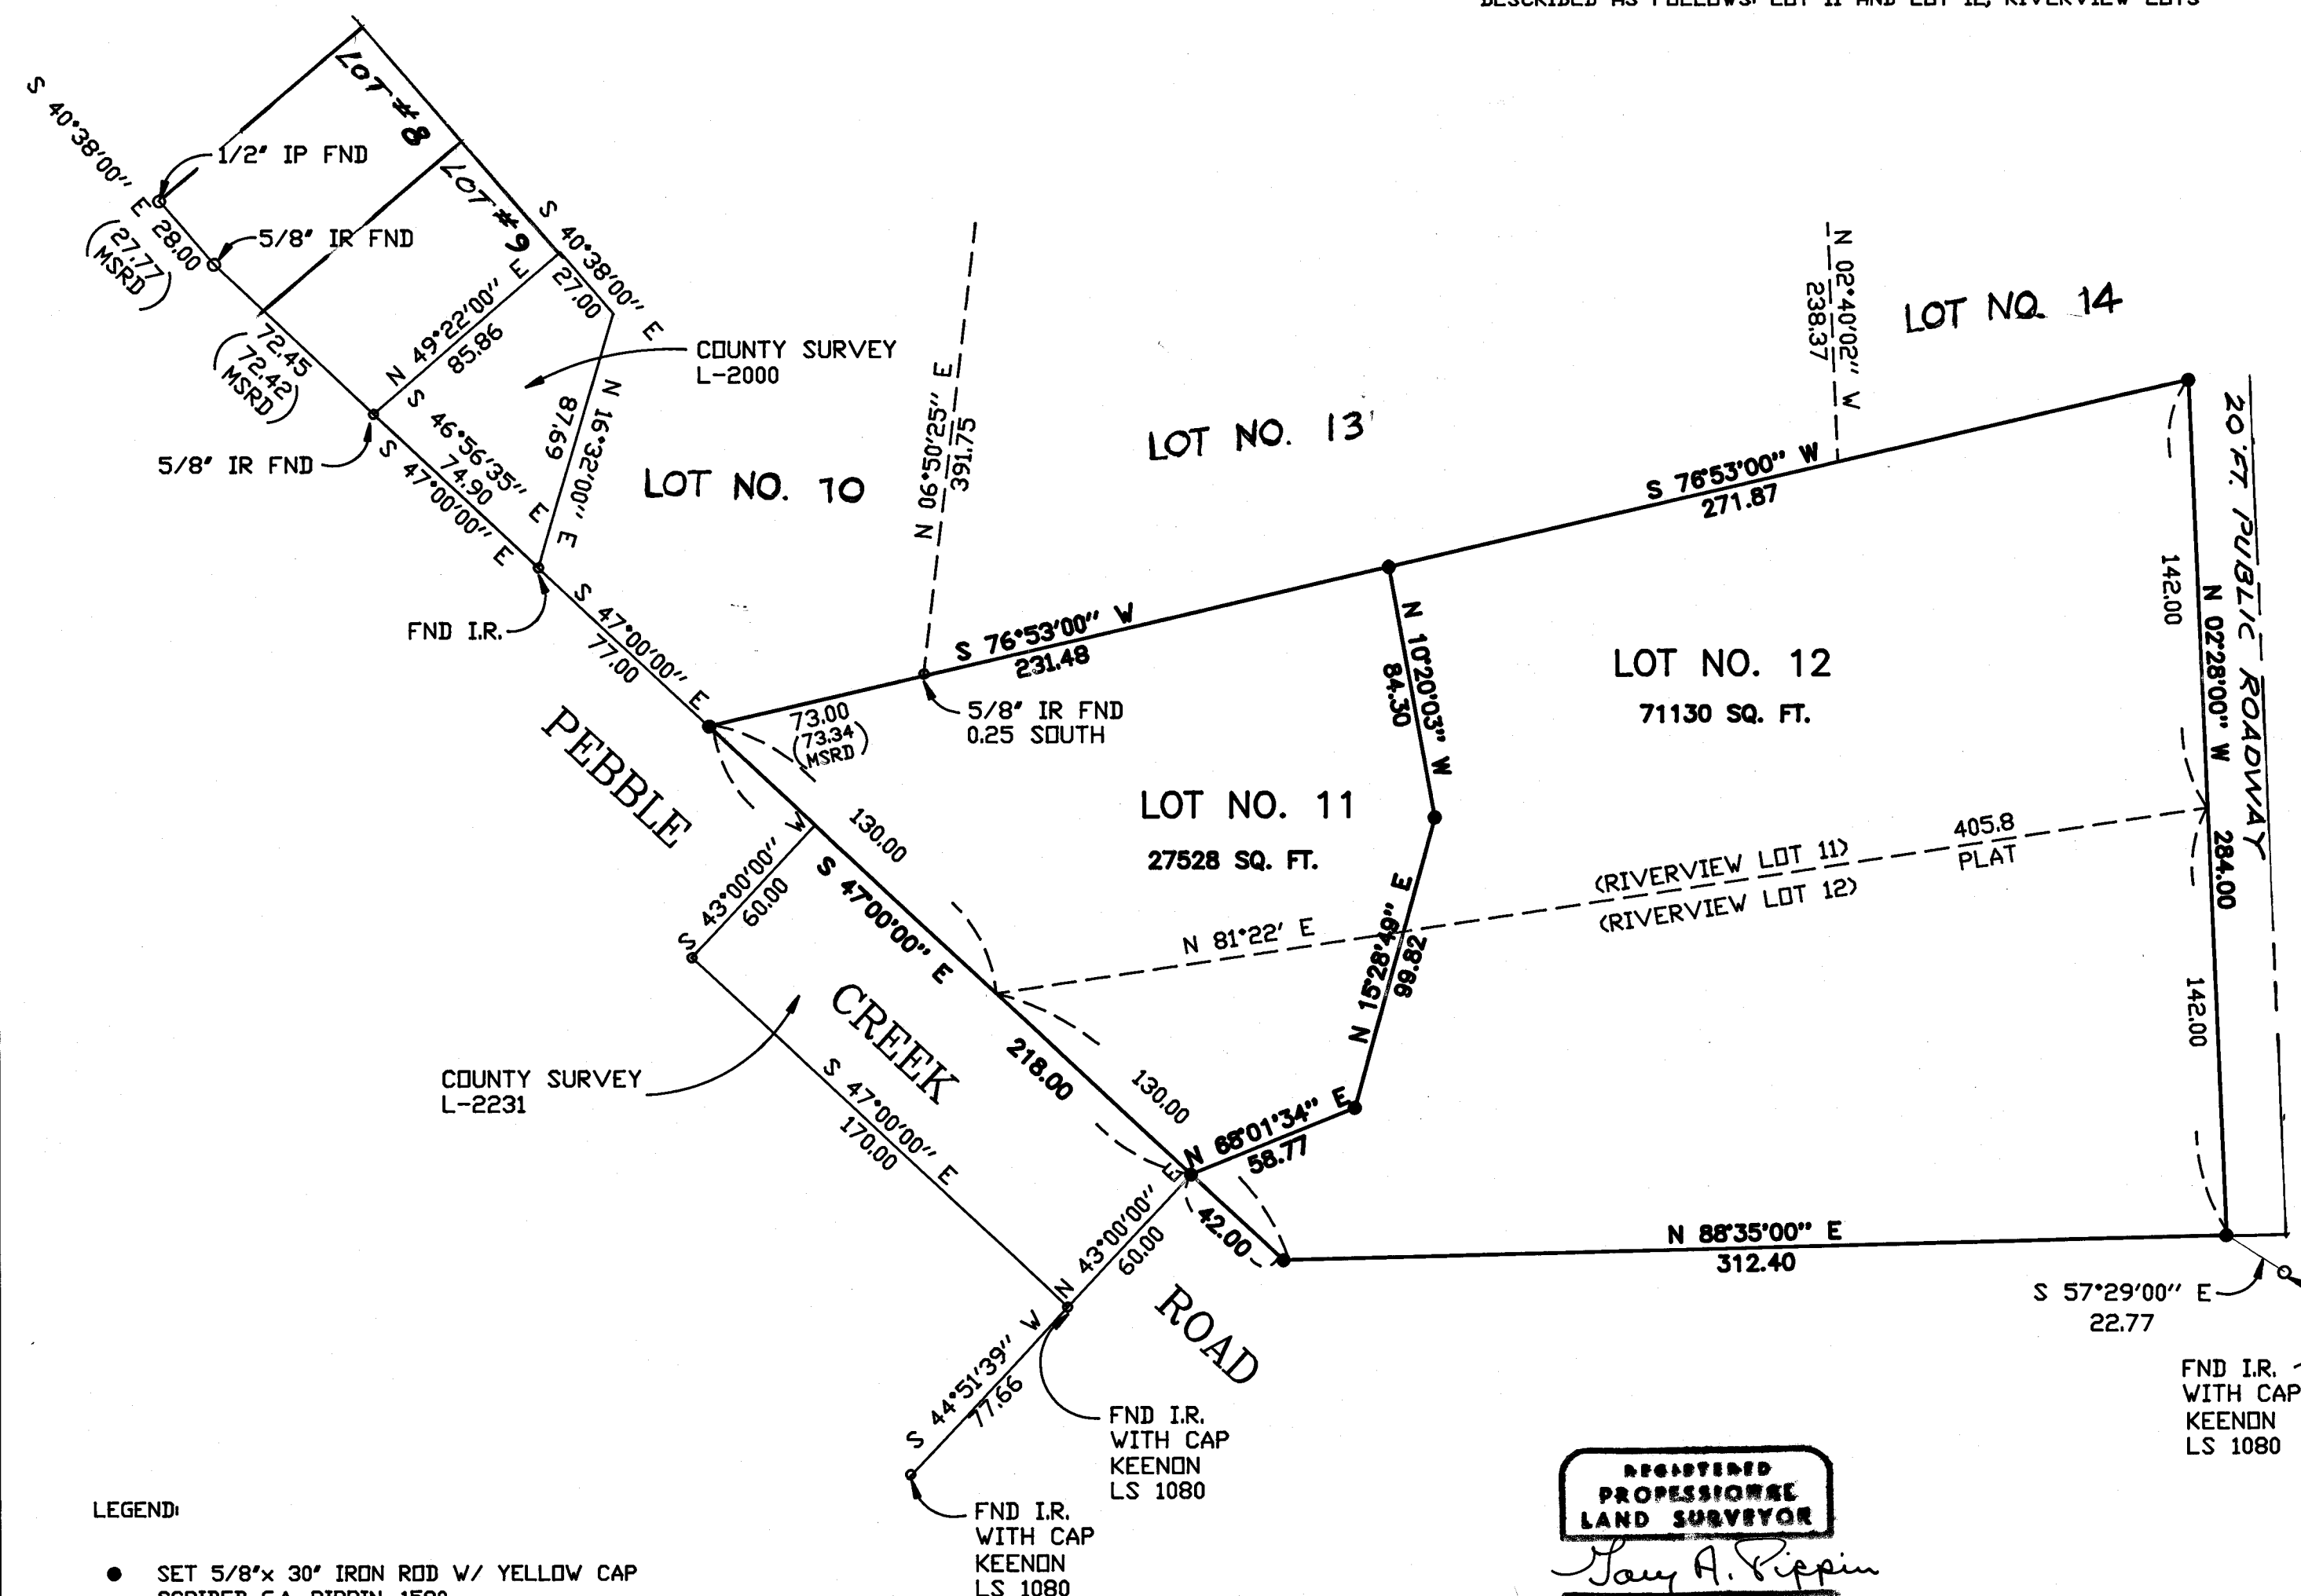 DESCRIBED AS FOLLOWS: LOT 11 AND LOT 12, RIVERVIEW LOTS
LOT #8
LOT #9
S 40°38'00" E
28.00
(27.77
MSRD)
1/2" IP FND
5/8" IR FND
72.45
(72.42
MSRD)
5/8" IR FND
N 49°22'00" E
85.86
S 40°38'00" E
27.00
COUNTY SURVEY
L-2000
N 16°32'00" E
87.69
S 46°56'35" E
74.90
S 47°00'00" E
FND I.R.
LOT NO. 10
S 47°00'00" E
77.00
N 06°50'25" E
391.75
LOT NO. 13
N 02°40'02" W
238.37
LOT NO. 14
S 76°53'00" W
271.87
S 76°53'00" W
231.48
73.00
(73.34
MSRD)
5/8" IR FND
0.25 SOUTH
N 10°20'03" W
84.30
LOT NO. 12
71130 SQ. FT.
142.00
N 02°28'00" W 284.00
20 FT. PUBLIC ROADWAY
142.00
LOT NO. 11
27528 SQ. FT.
(RIVERVIEW LOT 11)
(RIVERVIEW LOT 12)
405.8
PLAT
N 81°22' E
N 15°28'49" E
99.82
N 68°01'34" E
58.77
PEBBLE
CREEK
ROAD
130.00
S 47°00'00" E
218.00
130.00
S 43°00'00" W
60.00
COUNTY SURVEY
L-2231
S 47°00'00" E
170.00
N 43°00'00" E
60.00
42.00
N 88°35'00" E
312.40
S 57°29'00" E
22.77
FND I.R.
WITH CAP
KEENON
LS 1080
S 44°51'39" W
77.66
FND I.R.
WITH CAP
KEENON
LS 1080
FND I.R.
WITH CAP
KEENON
LS 1080
REGISTERED
PROFESSIONAL
LAND SURVEYOR
Gary A. Pippin
LEGEND:
SET 5/8"x 30" IRON ROD W/ YELLOW CAP
SCRIBED G.A. PIPPIN 1580